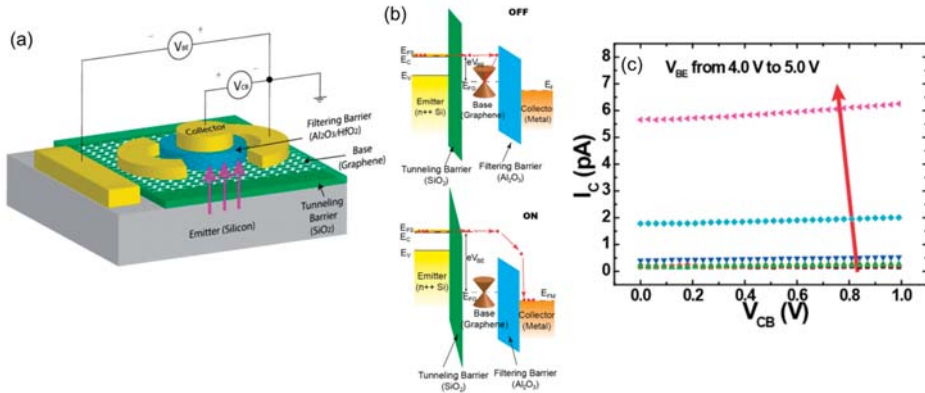 (a)
V_BE
V_CB
Collector
Filtering Barrier
(Al₂O₃/HfO₂)
Base
(Graphene)
Tunneling
Barrier
(SiO₂)
Emitter (Silicon)
(b)
OFF
E_FS
E_C
E_V
eV_BE
E_FG
Emitter
(n++ Si)
Base
(Graphene)
Collector
(Metal)
Tunneling Barrier
(SiO₂)
Filtering Barrier
(Al₂O₃)
ON
E_FS
E_C
E_V
eV_BE
E_FG
E_FM
Emitter
(n++ Si)
Base
(Graphene)
Collector
(Metal)
Tunneling Barrier
(SiO₂)
Filtering Barrier
(Al₂O₃)
(c)
V_BE from 4.0 V to 5.0 V
I_C (pA)
8
7
6
5
4
3
2
1
0
0.0 0.2 0.4 0.6 0.8 1.0
V_CB (V)